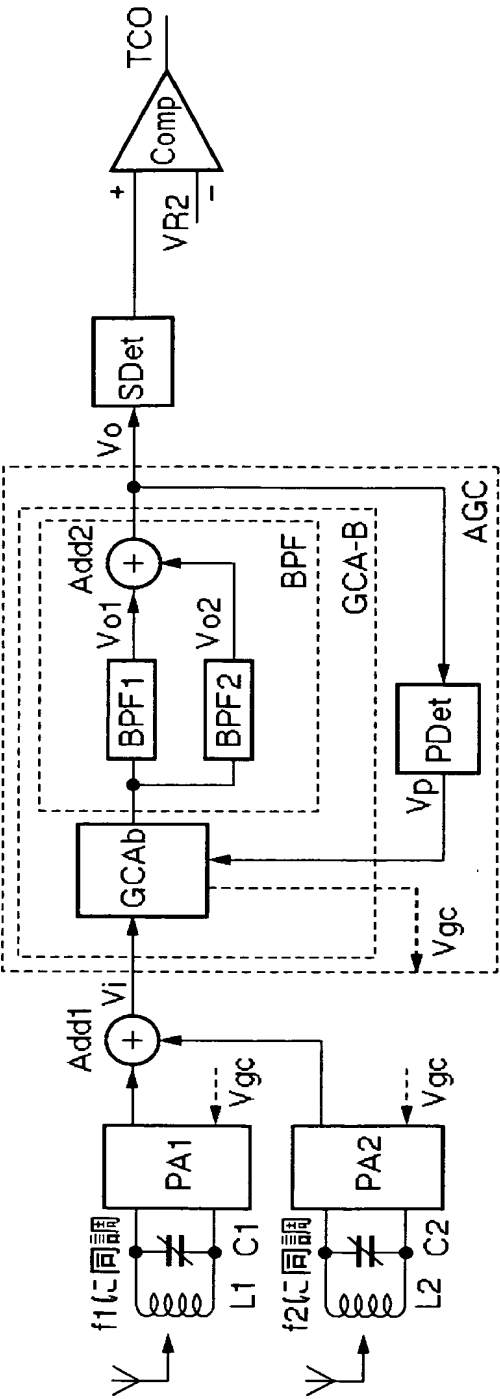 f1に同調
L1
C1
PA1
Vgc
f2に同調
L2
C2
PA2
Vgc
Add1
+
Vi
GCAb
BPF1
BPF2
Vo1
Vo2
Add2
+
BPF
GCA-B
AGC
Vgc
Vp
PDet
Vo
SDet
+
VR2
-
Comp
TCO